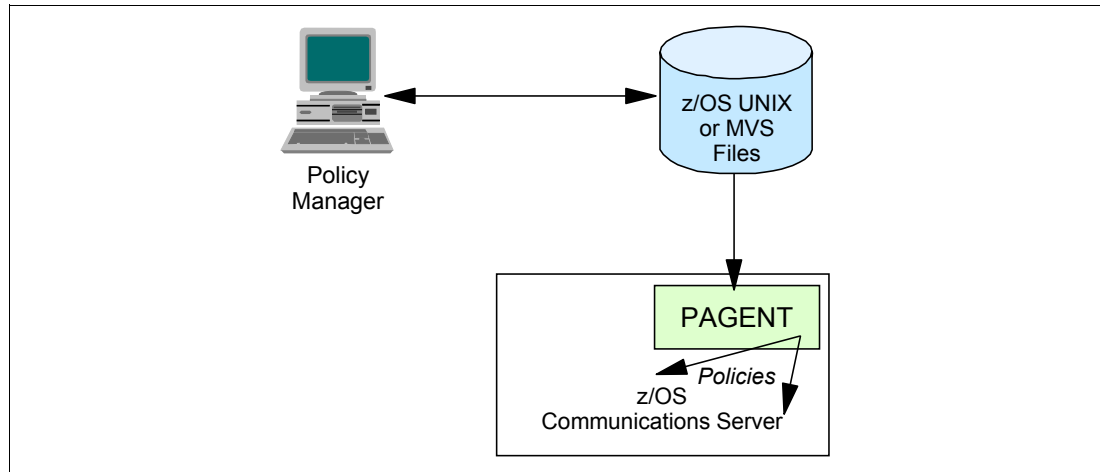 z/OS UNIX
or MVS
Files
Policy
Manager
PAGENT
Policies
z/OS
Communications Server